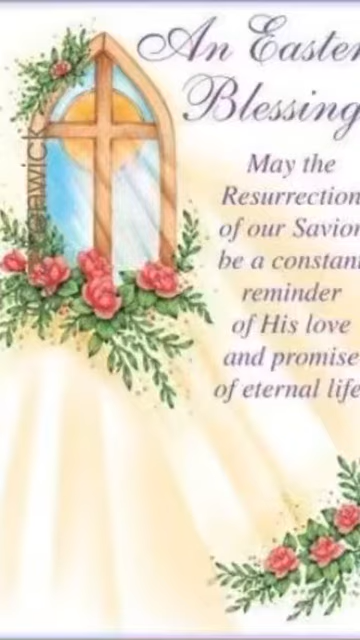 An Easter
Blessing
May the
Resurrection
of our Savior
be a constant
reminder
of His love
and promise
of eternal life